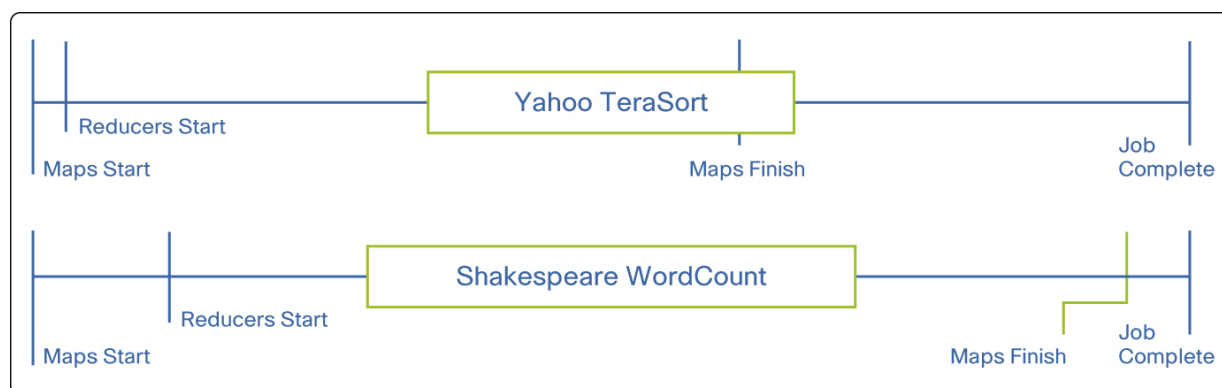 Yahoo TeraSort
Reducers Start
Maps Start
Maps Finish
Job
Complete
Shakespeare WordCount
Reducers Start
Maps Start
Maps Finish
Job
Complete